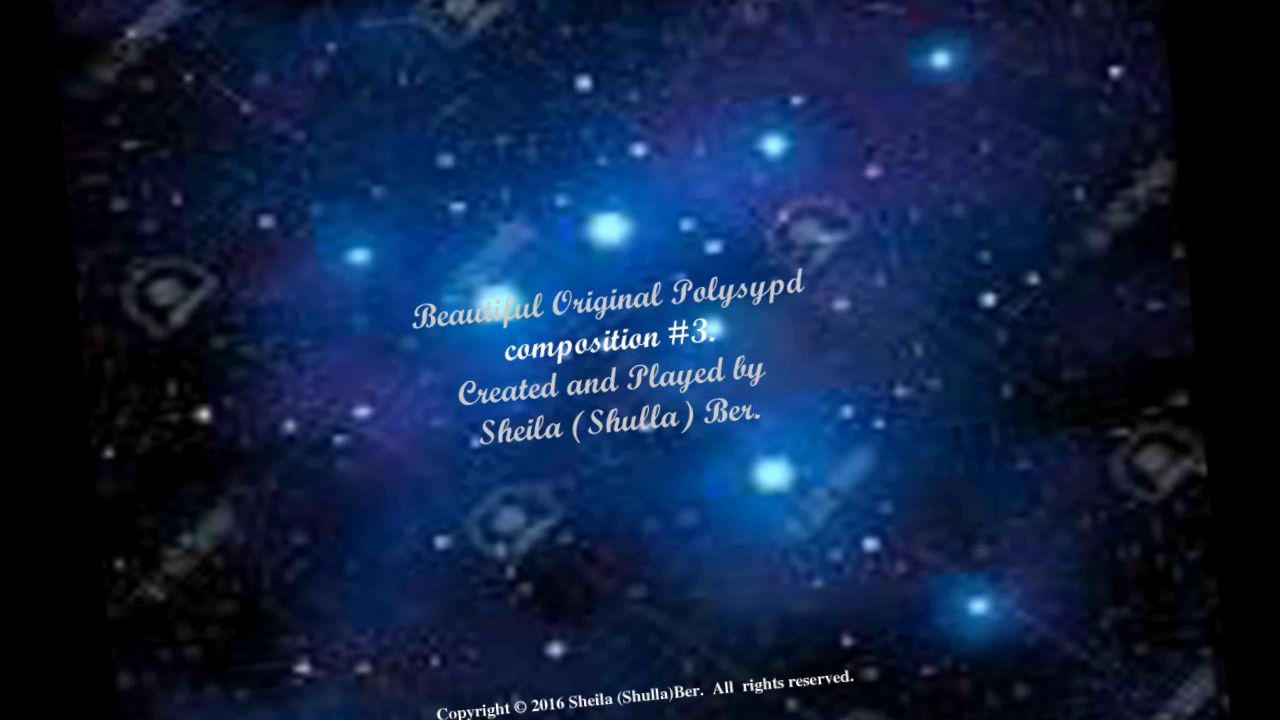 Beautiful Original Polysypd
composition #3.
Created and Played by
Sheila (Shulla) Ber.
Copyright © 2016 Sheila (Shulla)Ber.  All  rights reserved.